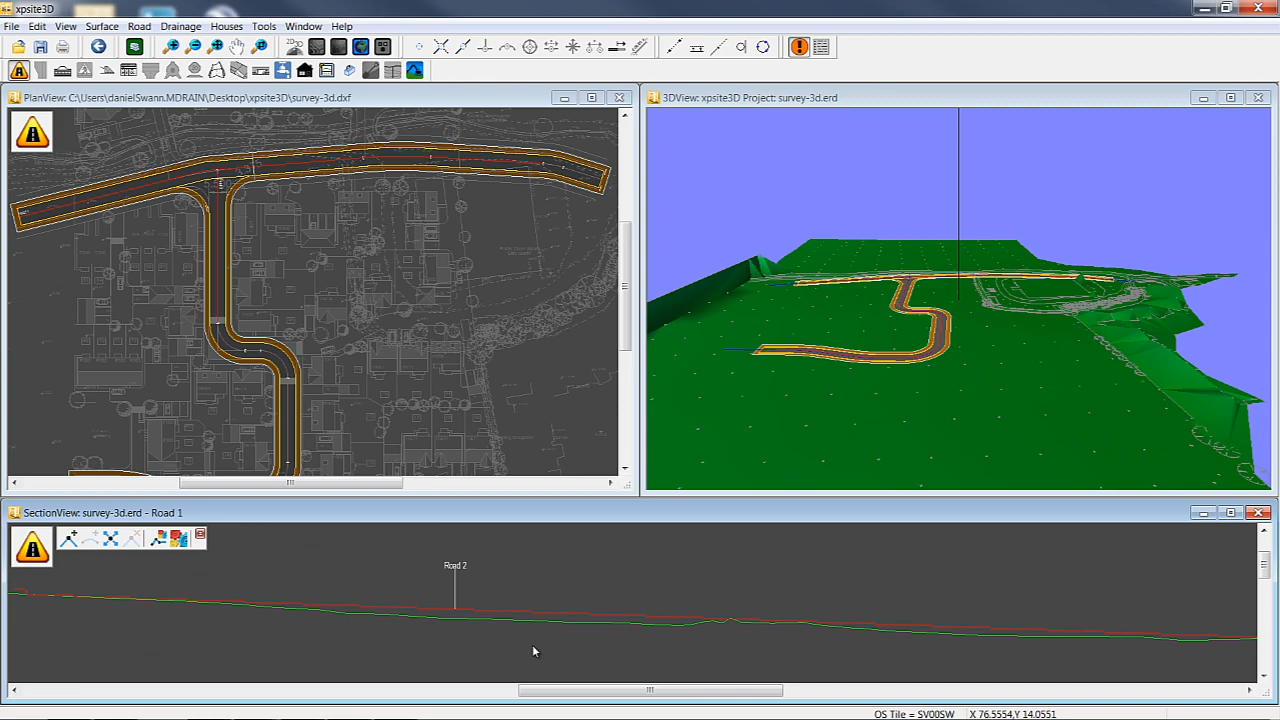 xpsite3D
File Edit View Surface Road Drainage Houses Tools Window Help
PlanView: C:\Users\danielSwann.MDRAIN\Desktop\xpsite3D\survey-3d.dxf
3DView: xpsite3D Project: survey-3d.erd
SectionView: survey-3d.erd - Road 1
Road 2
OS Tile = SV00SW X 76.5554,Y 14.0551